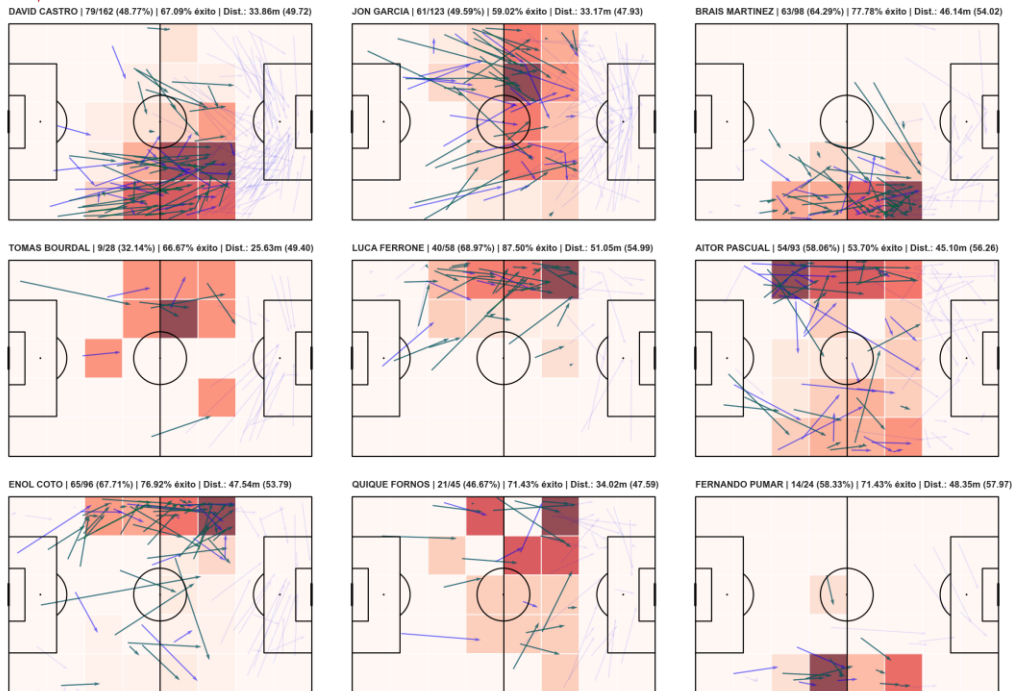 DAVID CASTRO | 79/162 (48.77%) | 67.09% éxito | Dist.: 33.86m (49.72)
JON GARCIA | 61/123 (49.59%) | 59.02% éxito | Dist.: 33.17m (47.93)
BRAIS MARTINEZ | 63/98 (64.29%) | 77.78% éxito | Dist.: 46.14m (54.02)
TOMAS BOURDAL | 9/28 (32.14%) | 66.67% éxito | Dist.: 25.63m (49.40)
LUCA FERRONE | 40/58 (68.97%) | 87.50% éxito | Dist.: 51.05m (54.99)
AITOR PASCUAL | 54/93 (58.06%) | 53.70% éxito | Dist.: 45.10m (56.26)
ENOL COTO | 65/96 (67.71%) | 76.92% éxito | Dist.: 47.54m (53.79)
QUIQUE FORNOS | 21/45 (46.67%) | 71.43% éxito | Dist.: 34.02m (47.59)
FERNANDO PUMAR | 14/24 (58.33%) | 71.43% éxito | Dist.: 48.35m (57.97)